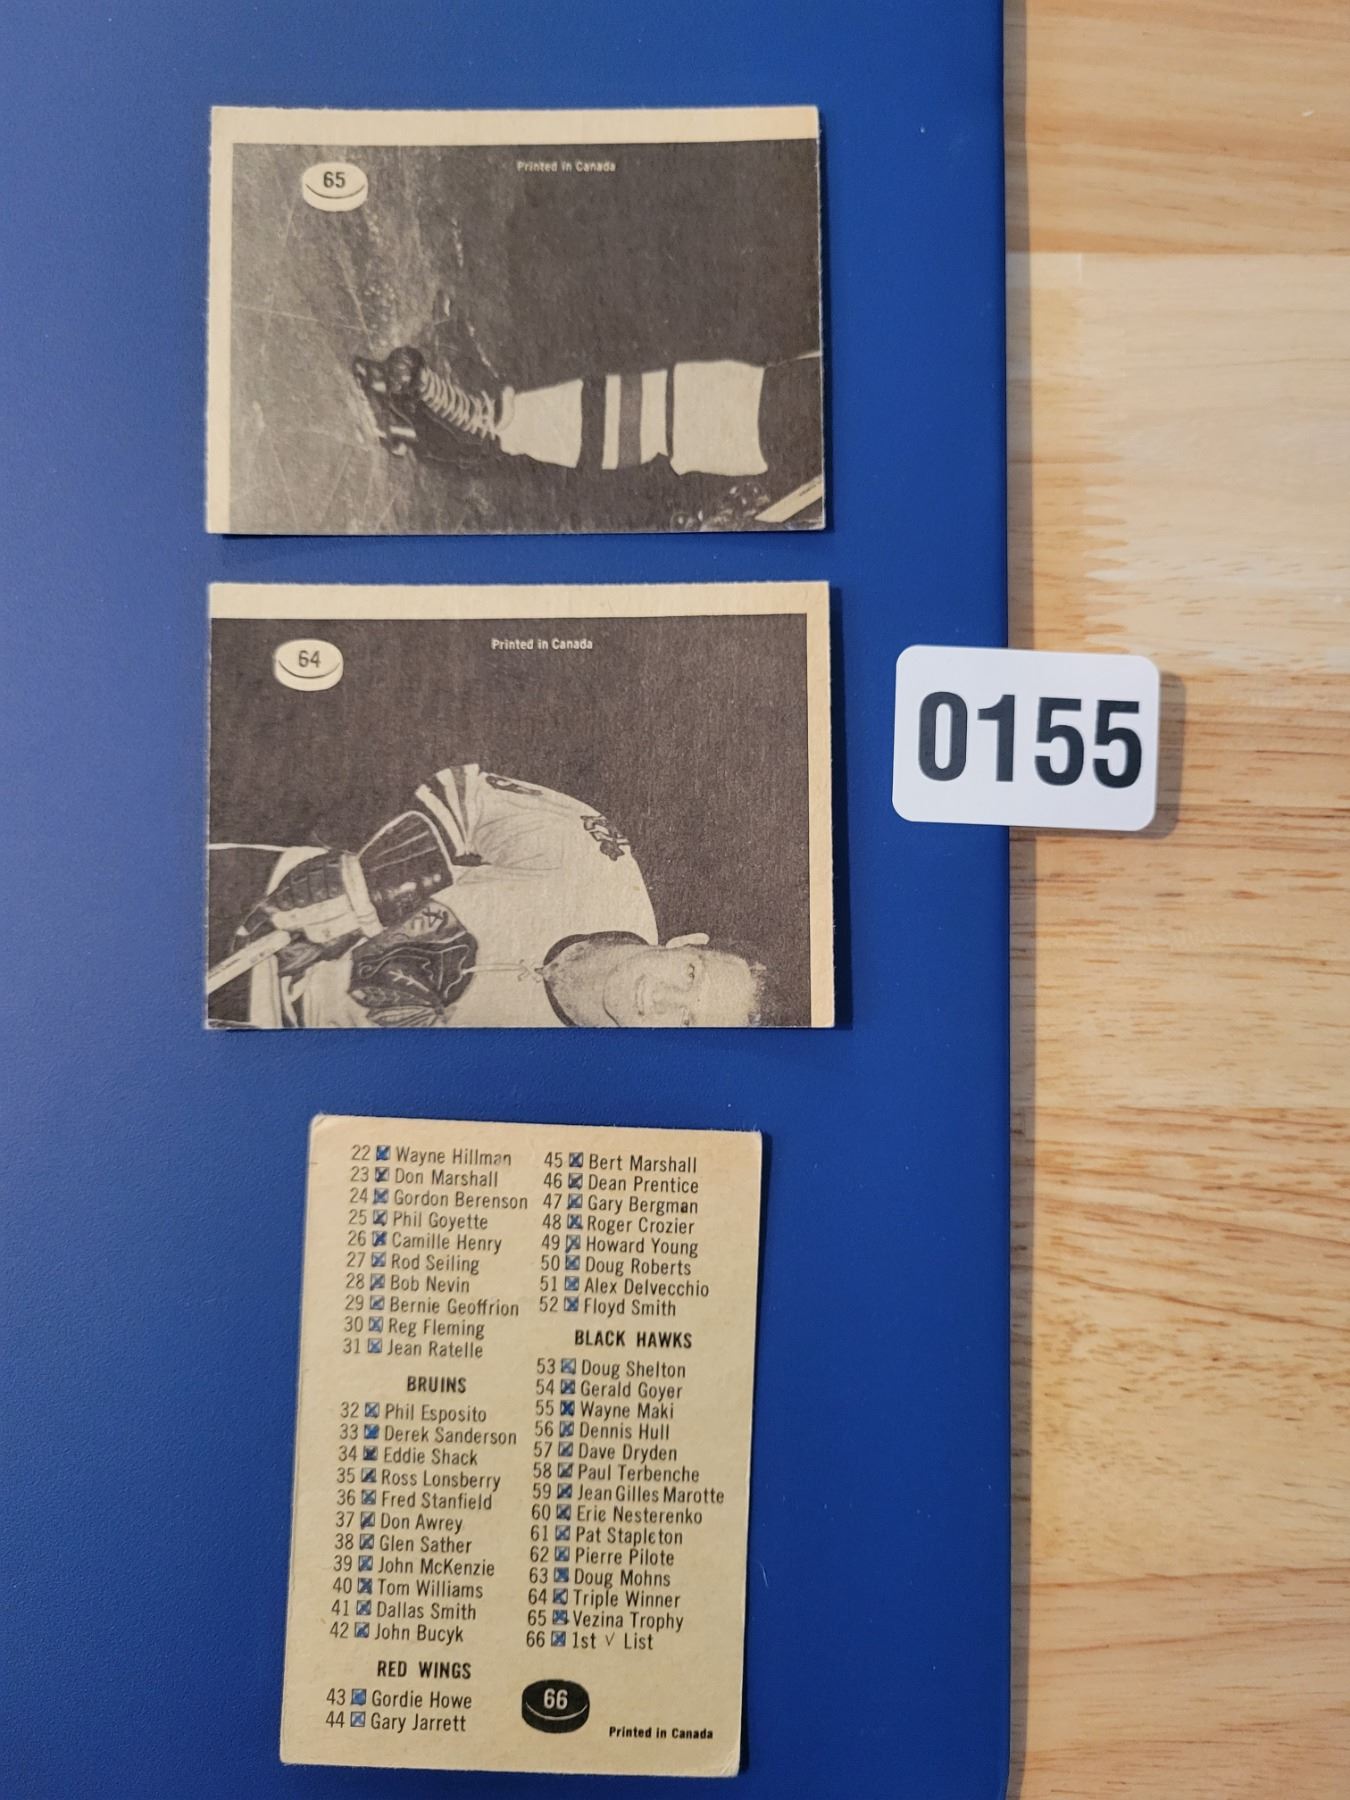 65
Printed in Canada
64
Printed in Canada
0155
22 Wayne Hillman
23 Don Marshall
24 Gordon Berenson
25 Phil Goyette
26 Camille Henry
27 Rod Seiling
28 Bob Nevin
29 Bernie Geoffrion
30 Reg Fleming
31 Jean Ratelle
BRUINS
32 Phil Esposito
33 Derek Sanderson
34 Eddie Shack
35 Ross Lonsberry
36 Fred Stanfield
37 Don Awrey
38 Glen Sather
39 John McKenzie
40 Tom Williams
41 Dallas Smith
42 John Bucyk
RED WINGS
43 Gordie Howe
44 Gary Jarrett
45 Bert Marshall
46 Dean Prentice
47 Gary Bergman
48 Roger Crozier
49 Howard Young
50 Doug Roberts
51 Alex Delvecchio
52 Floyd Smith
BLACK HAWKS
53 Doug Shelton
54 Gerald Goyer
55 Wayne Maki
56 Dennis Hull
57 Dave Dryden
58 Paul Terbenche
59 Jean Gilles Marotte
60 Eric Nesterenko
61 Pat Stapleton
62 Pierre Pilote
63 Doug Mohns
64 Triple Winner
65 Vezina Trophy
66 1st √ List
66
Printed in Canada